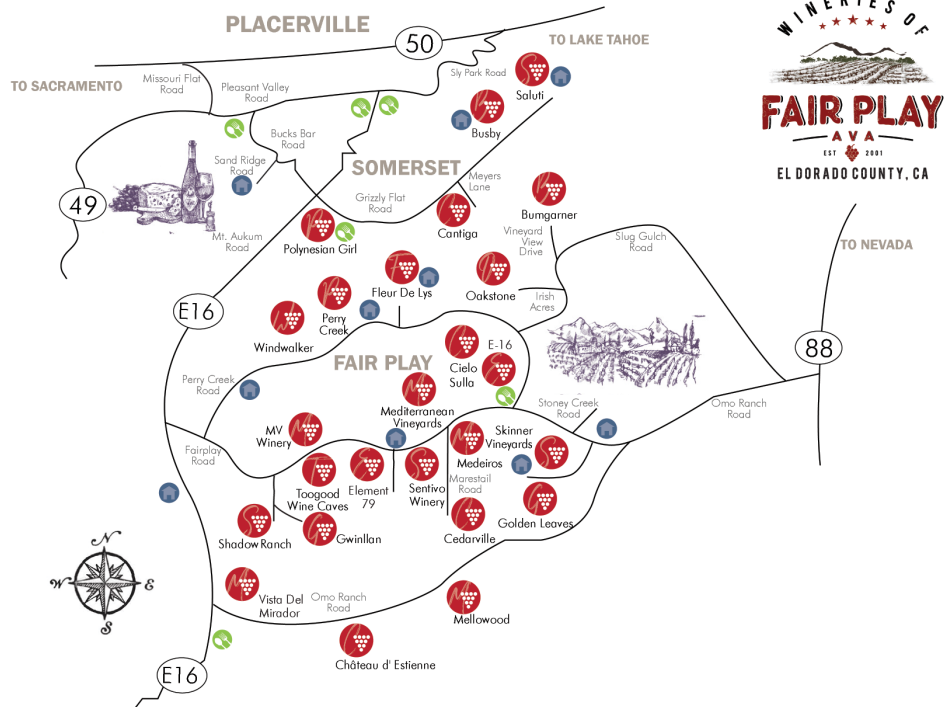 WINERIES OF
FAIR PLAY
AVA
EST 2001
EL DORADO COUNTY, CA
PLACERVILLE
50
TO LAKE TAHOE
TO SACRAMENTO
Missouri Flat
Road
Pleasant Valley
Road
Sly Park Road
Saluti
Busby
Bucks Bar
Road
Sand Ridge
Road
SOMERSET
Meyers
Lane
49
Grizzly Flat
Road
Cantiga
Bumgarner
Mt. Aukum
Road
Polynesian Girl
Vineyard
View
Drive
Slug Gulch
Road
TO NEVADA
Fleur De Lys
Oakstone
Irish
Acres
E16
Perry
Creek
Windwalker
FAIR PLAY
Cielo
Sulla
E-16
88
Perry Creek
Road
Mediterranean
Vineyards
Stoney Creek
Road
Omo Ranch
Road
MV
Winery
Skinner
Vineyards
Medeiros
Fairplay
Road
Toogood
Wine Caves
Element
79
Sentivo
Winery
Marestail
Road
Shadow Ranch
Gwinllan
Cedarville
Golden Leaves
N
W
E
S
Vista Del
Mirador
Omo Ranch
Road
Mellowood
Château d' Estienne
E16